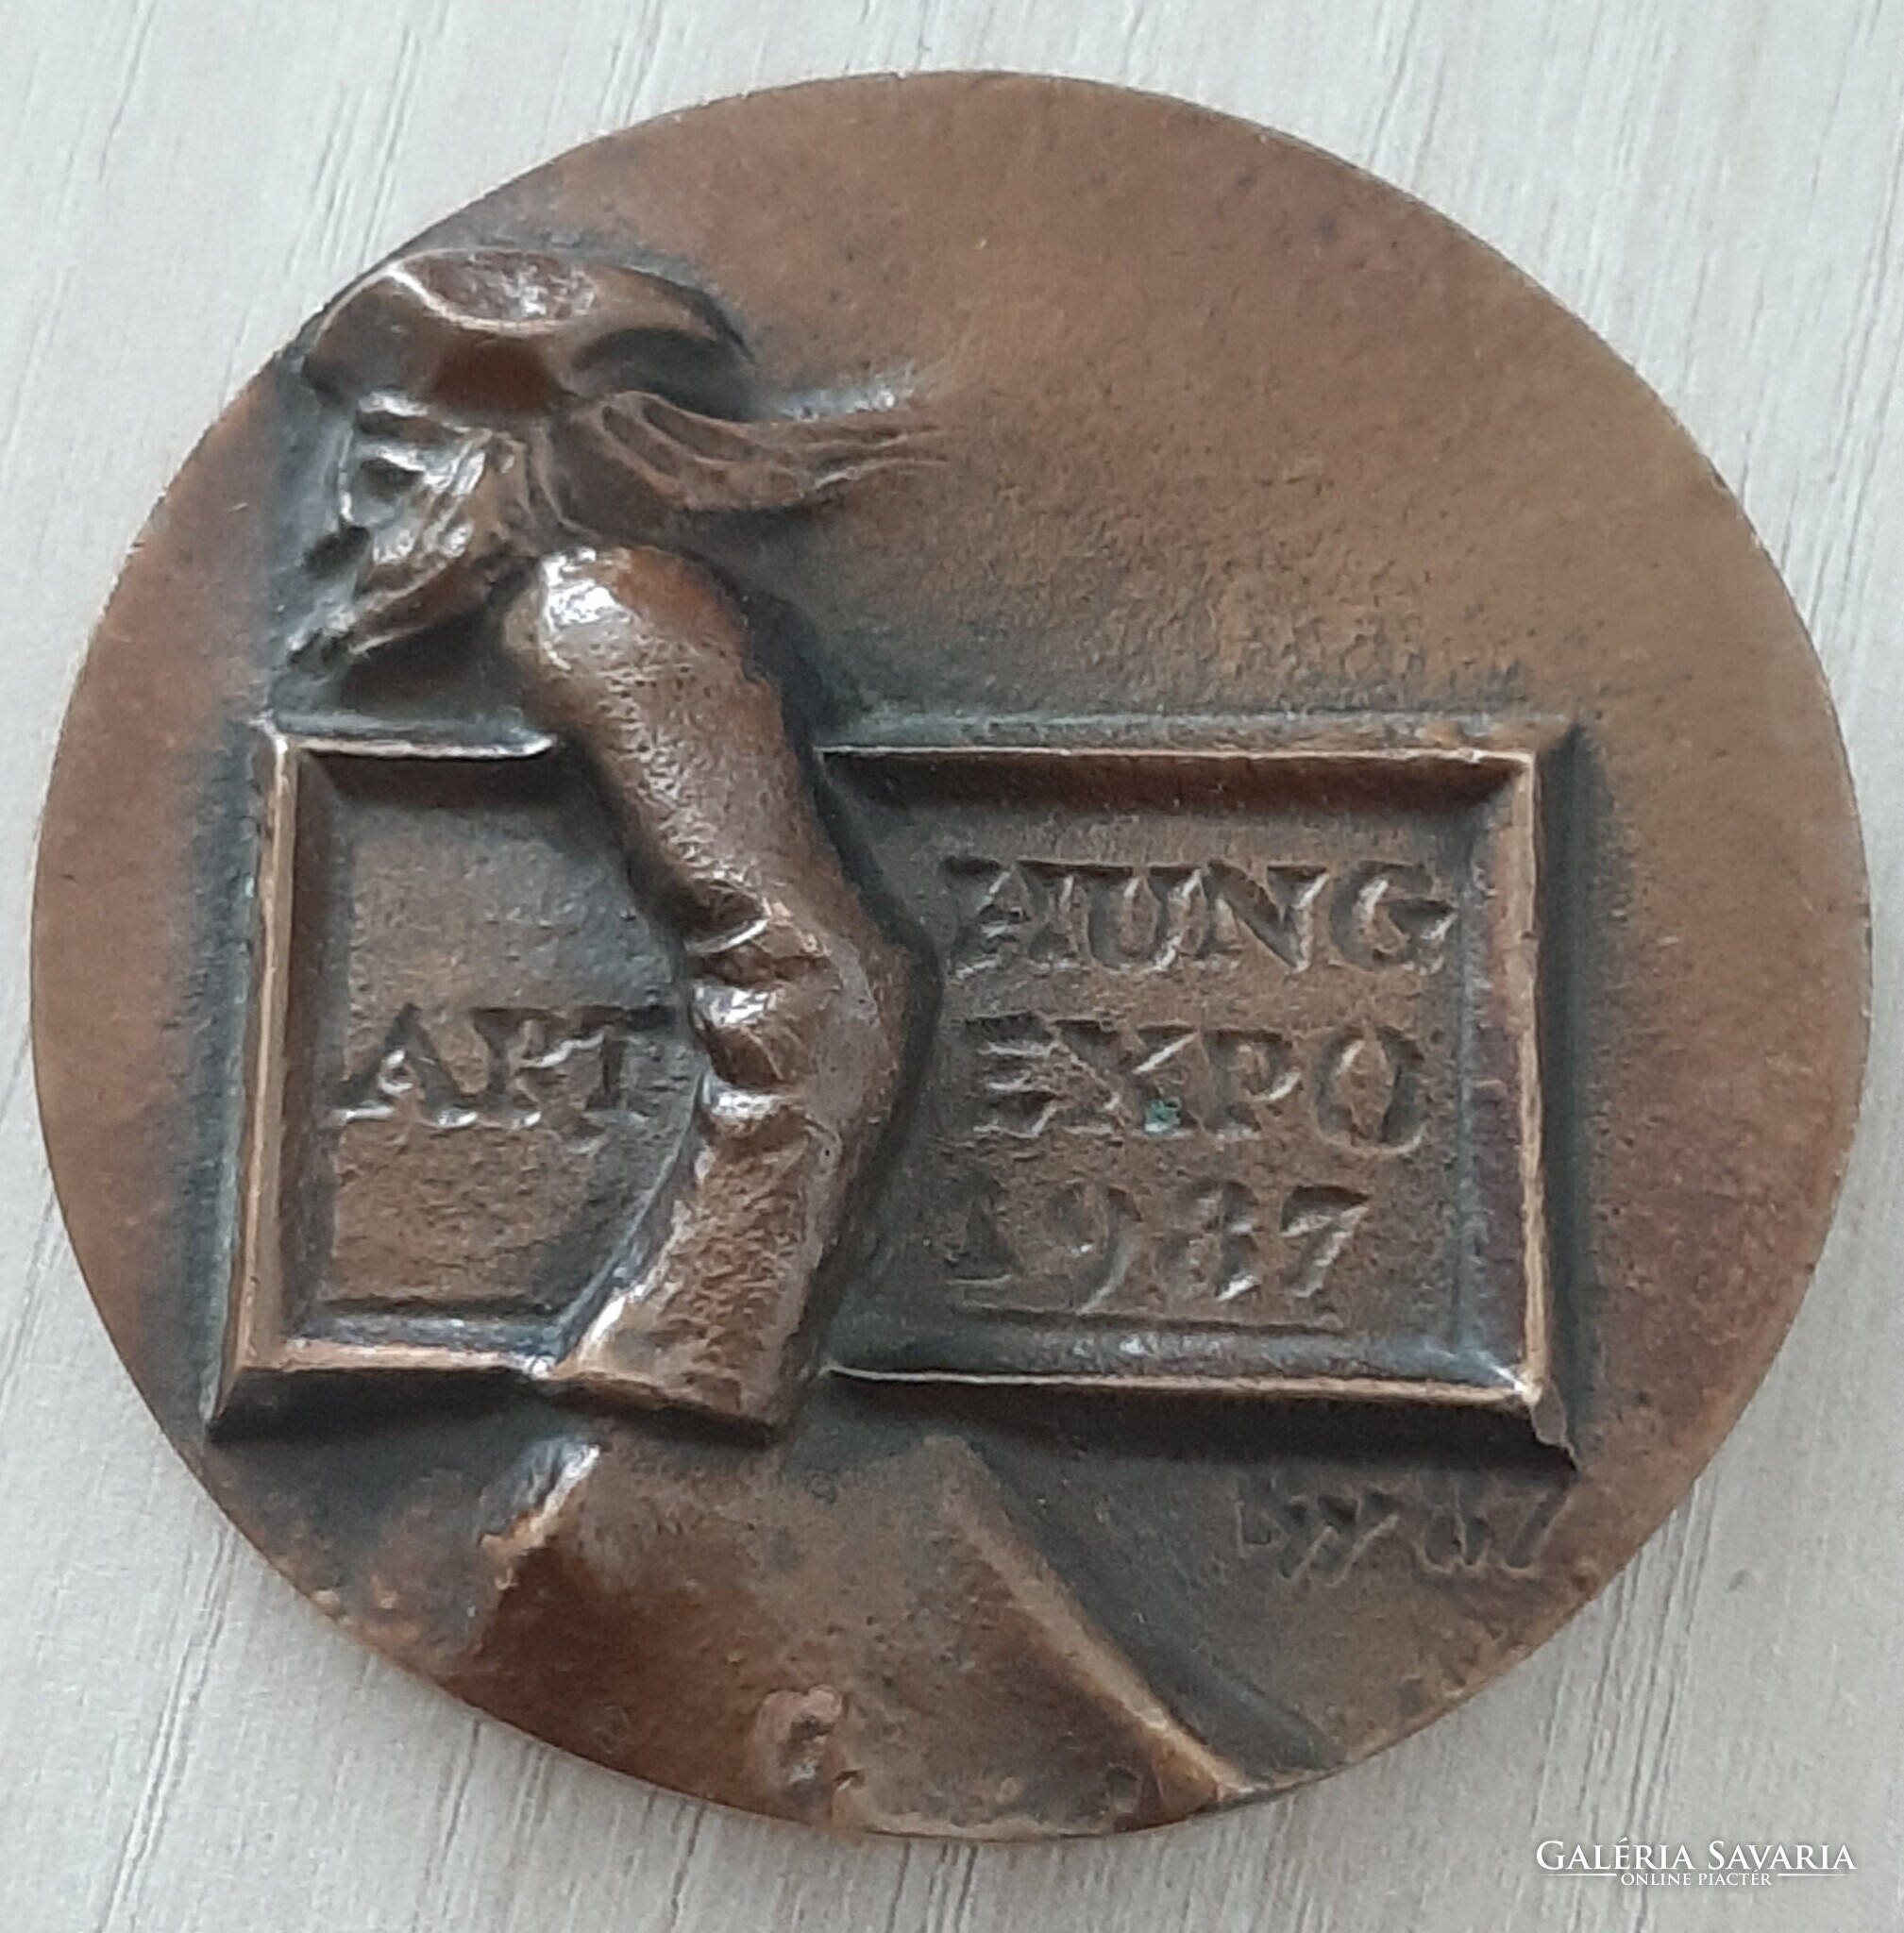 ART
HUNG
EXPO
1987
GALÉRIA SAVARIA
ONLINE PIACTÉR